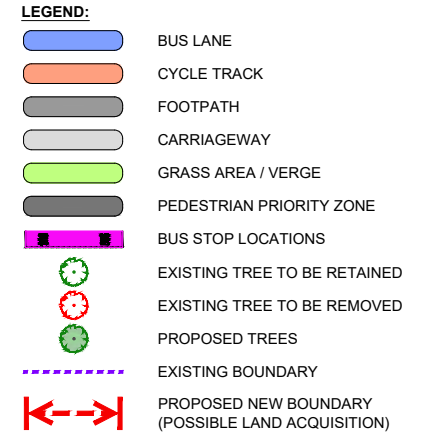 LEGEND:
BUS LANE
CYCLE TRACK
FOOTPATH
CARRIAGEWAY
GRASS AREA / VERGE
PEDESTRIAN PRIORITY ZONE
BUS STOP LOCATIONS
EXISTING TREE TO BE RETAINED
EXISTING TREE TO BE REMOVED
PROPOSED TREES
EXISTING BOUNDARY
PROPOSED NEW BOUNDARY
(POSSIBLE LAND ACQUISITION)